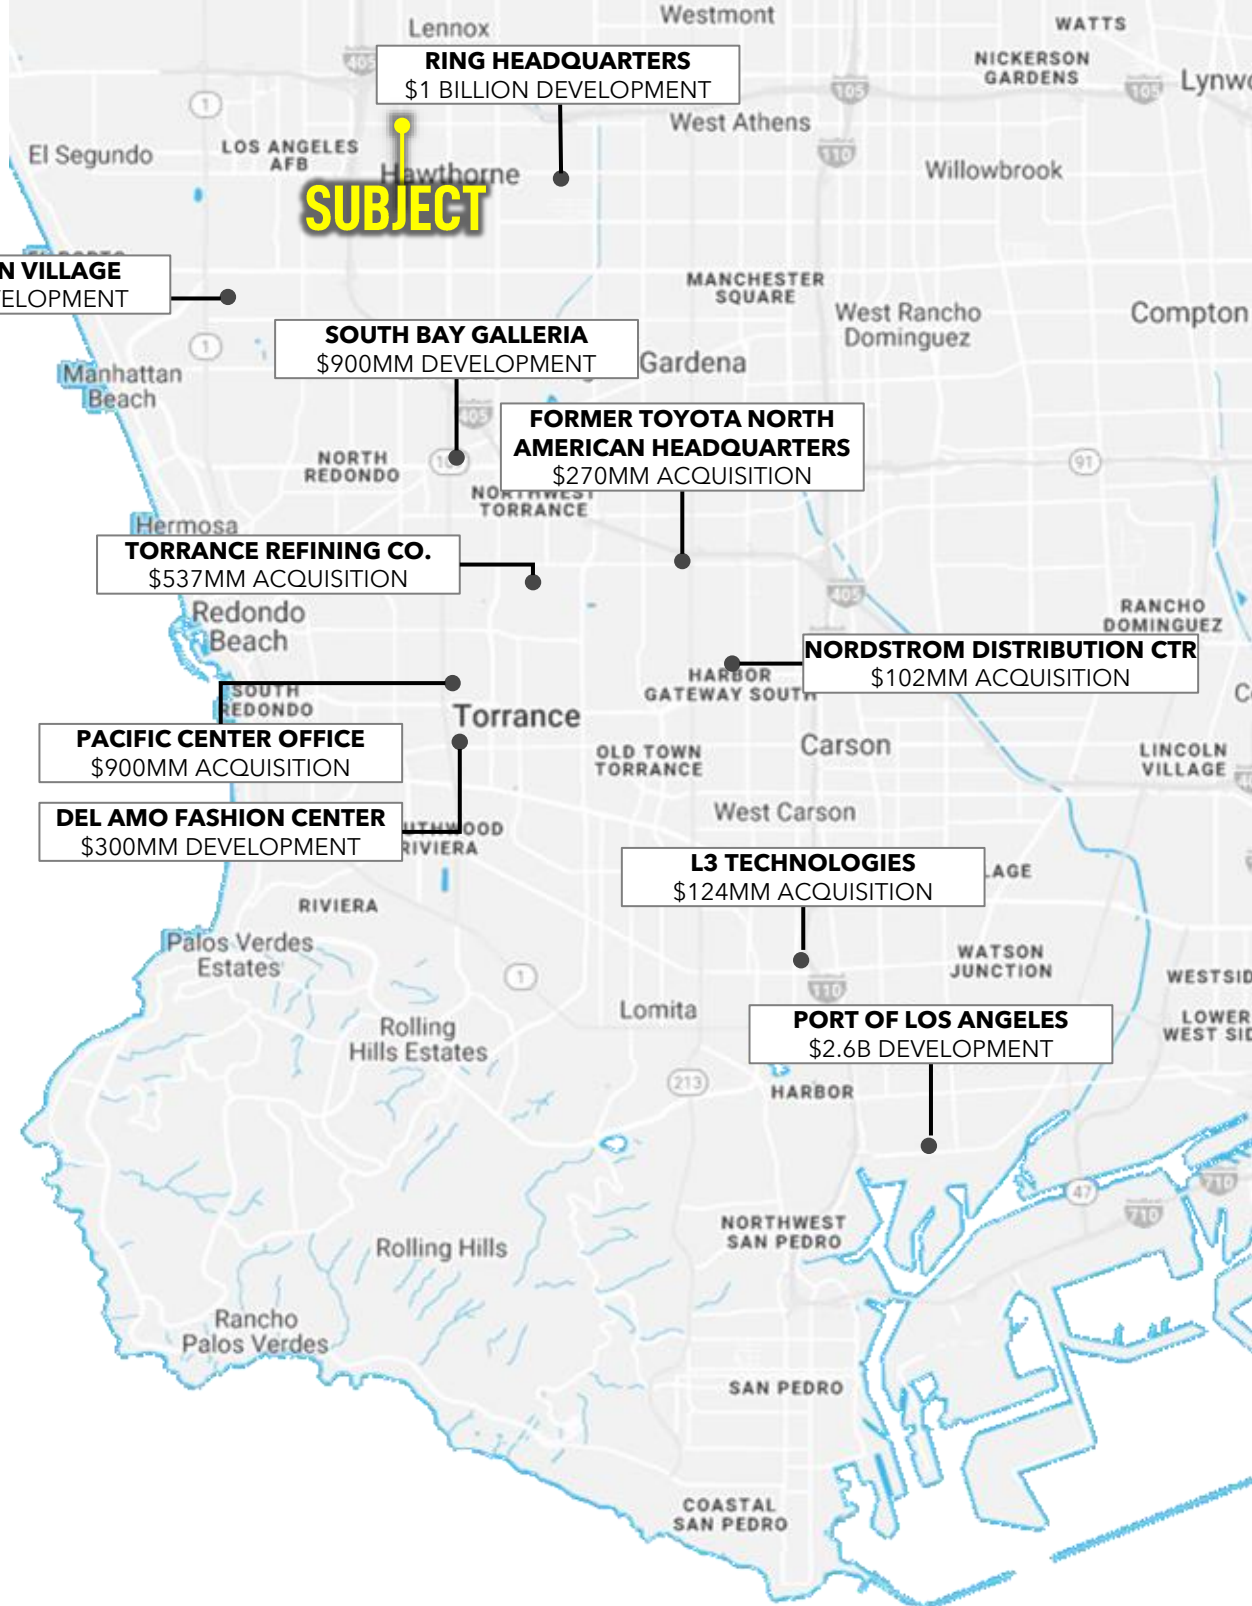 Lennox
Westmont
WATTS
405
RING HEADQUARTERS
$1 BILLION DEVELOPMENT
NICKERSON
GARDENS
105
105
Lynwo
1
West Athens
El Segundo
LOS ANGELES
AFB
110
Hawthorne
Willowbrook
SUBJECT
N VILLAGE
ELOPMENT
MANCHESTER
SQUARE
West Rancho
Dominguez
Compton
1
SOUTH BAY GALLERIA
$900MM DEVELOPMENT
Gardena
Manhattan
Beach
405
FORMER TOYOTA NORTH
AMERICAN HEADQUARTERS
$270MM ACQUISITION
NORTH
REDONDO
91
NORTHWEST
TORRANCE
Hermosa
TORRANCE REFINING CO.
$537MM ACQUISITION
405
Redondo
Beach
RANCHO
DOMINGUEZ
NORDSTROM DISTRIBUTION CTR
$102MM ACQUISITION
HARBOR
GATEWAY SOUTH
SOUTH
REDONDO
Torrance
PACIFIC CENTER OFFICE
$900MM ACQUISITION
OLD TOWN
TORRANCE
Carson
LINCOLN
VILLAGE
DEL AMO FASHION CENTER
$300MM DEVELOPMENT
UTHWOOD
RIVIERA
West Carson
L3 TECHNOLOGIES
$124MM ACQUISITION
LAGE
RIVIERA
Palos Verdes
Estates
1
WATSON
JUNCTION
110
WESTSID
Lomita
PORT OF LOS ANGELES
$2.6B DEVELOPMENT
LOWER
WEST SID
Rolling
Hills Estates
213
HARBOR
47
710
710
NORTHWEST
SAN PEDRO
Rolling Hills
Rancho
Palos Verdes
SAN PEDRO
COASTAL
SAN PEDRO